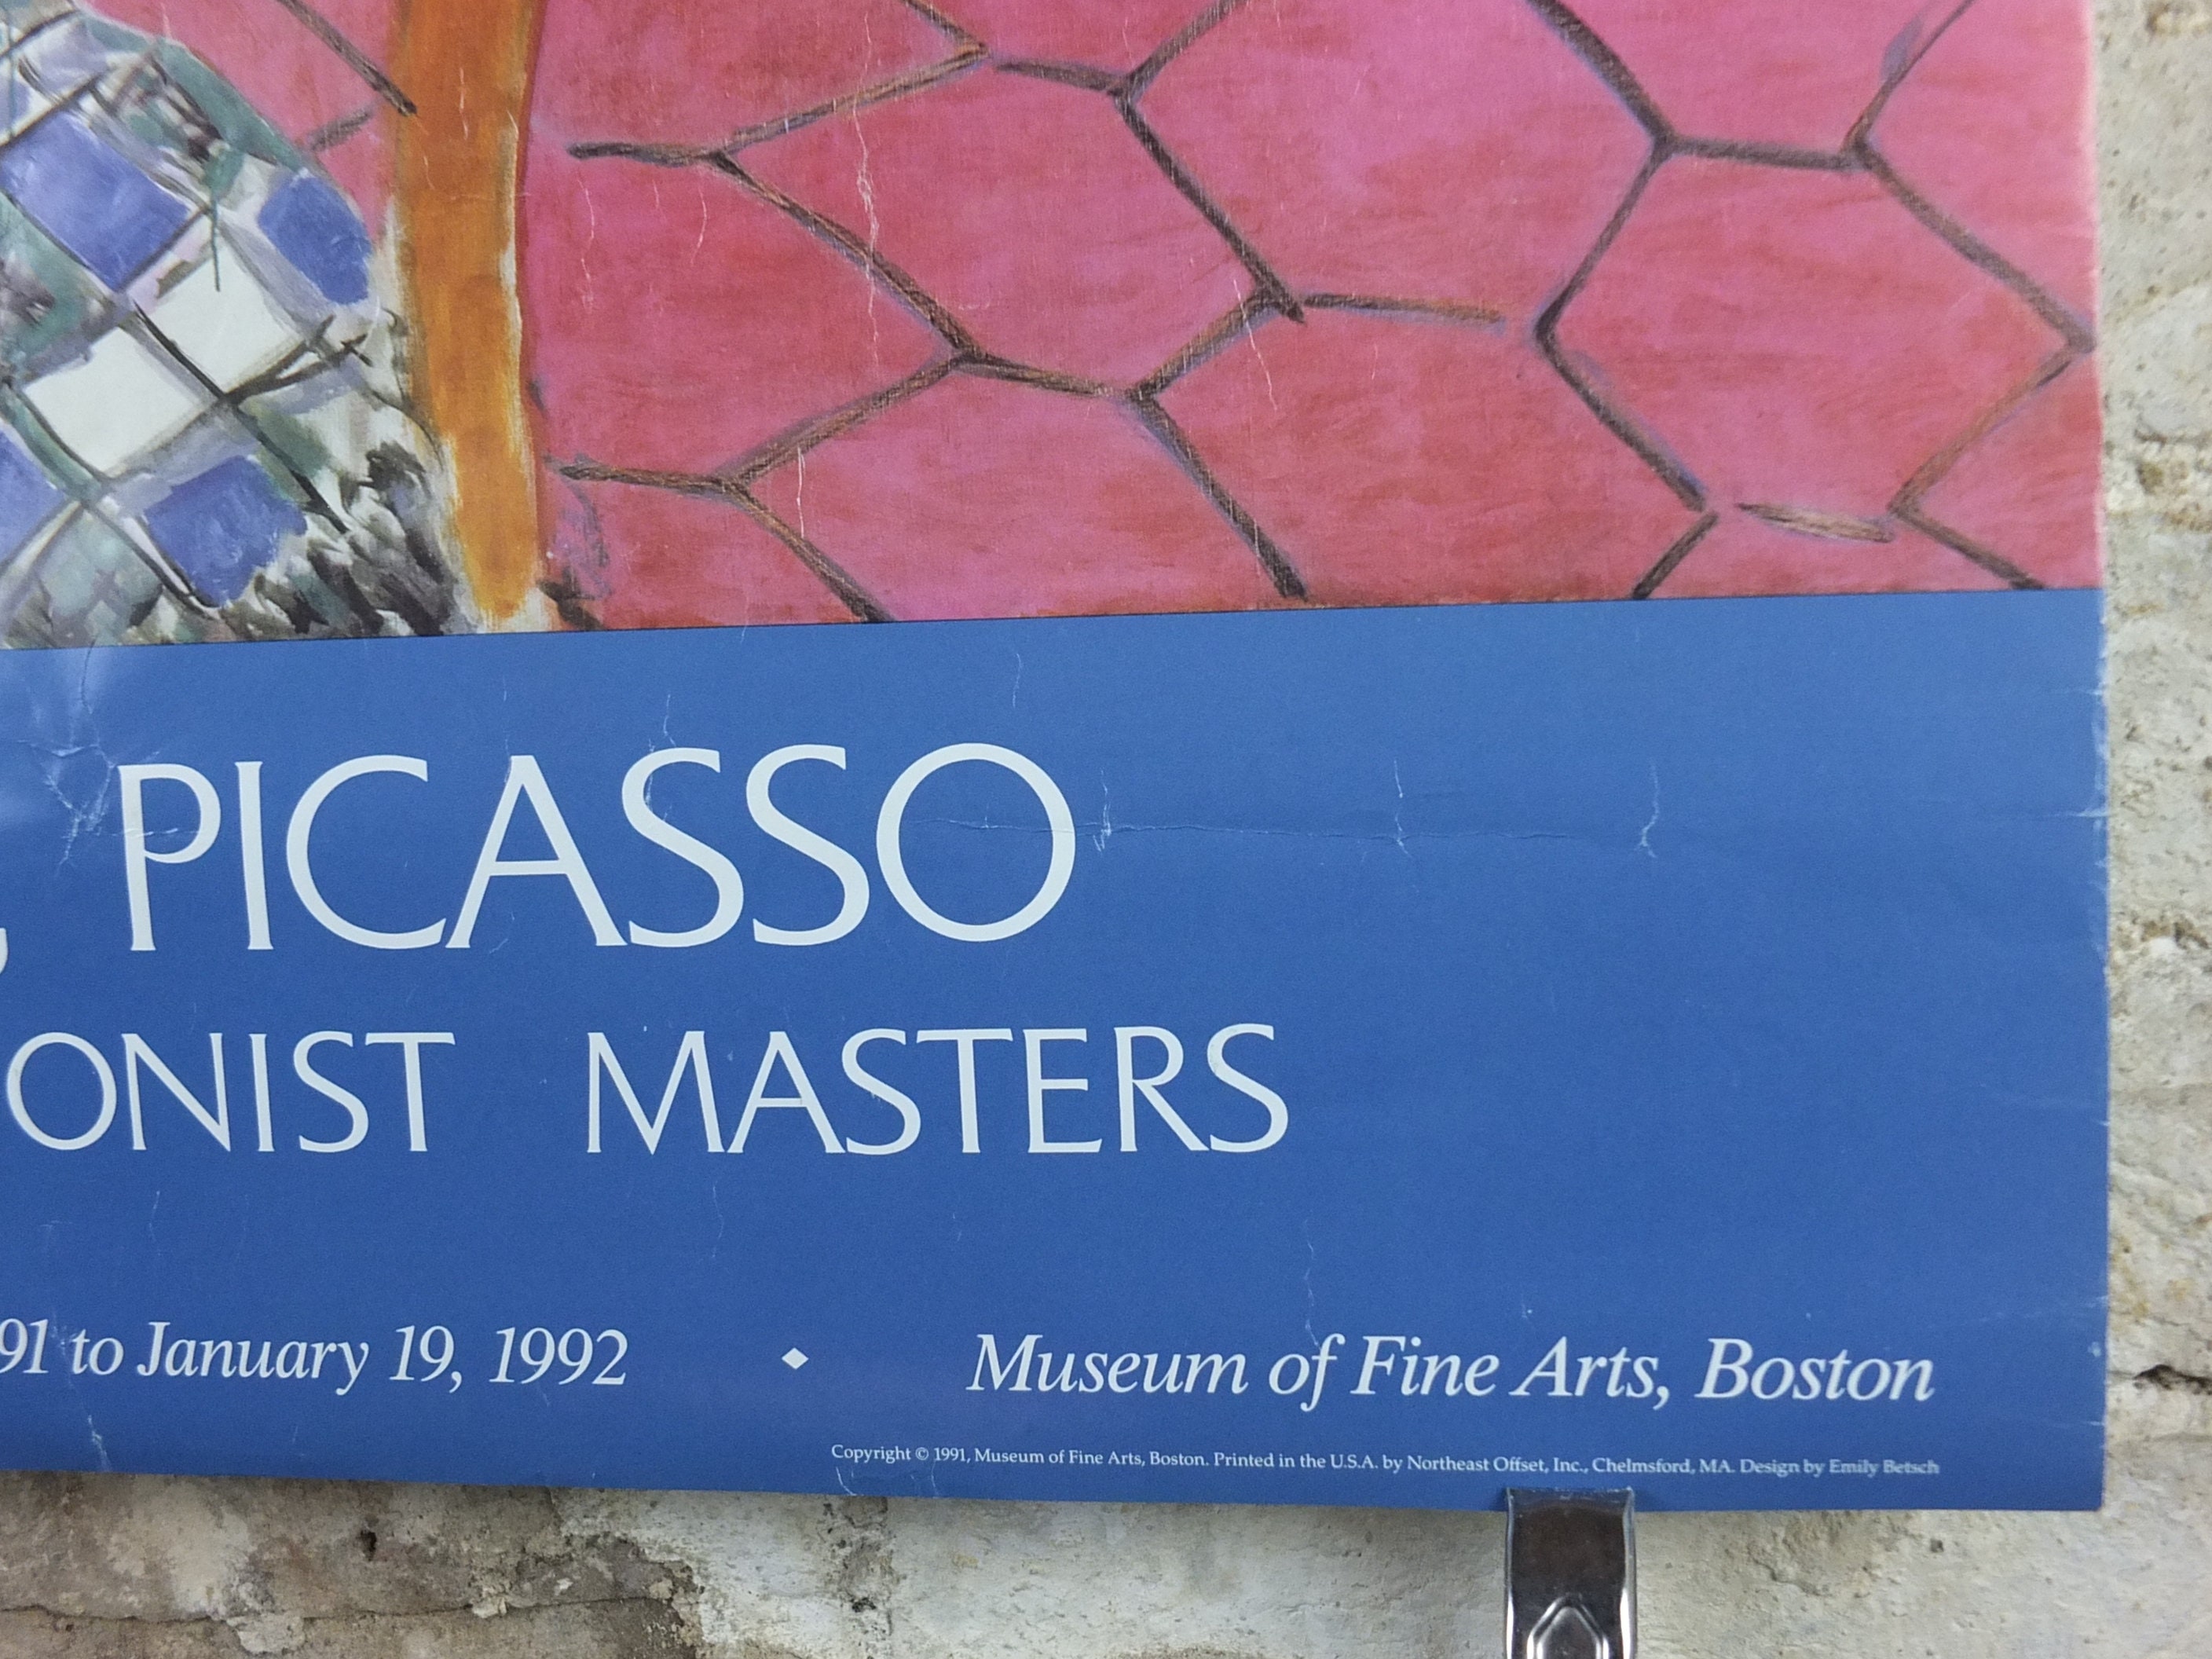 , PICASSO
ONIST MASTERS
91 to January 19, 1992 ◆ Museum of Fine Arts, Boston
Copyright © 1991, Museum of Fine Arts, Boston. Printed in the U.S.A. by Northeast Offset, Inc., Chelmsford, MA. Design by Emily Betsch